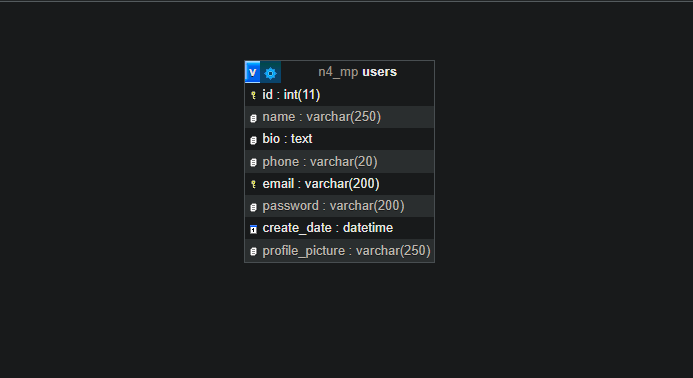 v n4_mp users
id : int(11)
name : varchar(250)
bio : text
phone : varchar(20)
email : varchar(200)
password : varchar(200)
create_date : datetime
profile_picture : varchar(250)